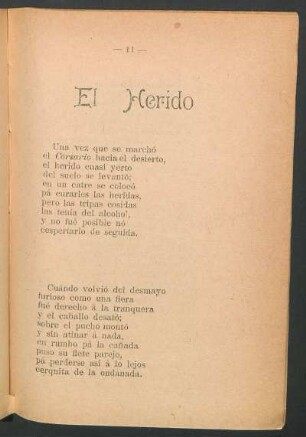 — 11 —
El Herido
Una vez que se marchó
el Corsario hacia el desierto,
el herido cuasi yerto
del suelo se levantó;
en un catre se colocó
pá curarles las heridas,
pero las tripas cosidas
las tenía del alcohol,
y no fué posible nó
despertarlo de seguida.
Cuándo volvió del desmayo
furioso como una fiera
fué derecho á la tranquera
y el caballo desató;
sobre el pucho montó
y sin atinar á nada,
en rumbo pá la cañada
puso su flete parejo,
pá perderse asi á lo lejos
cerquita de la ondanada.